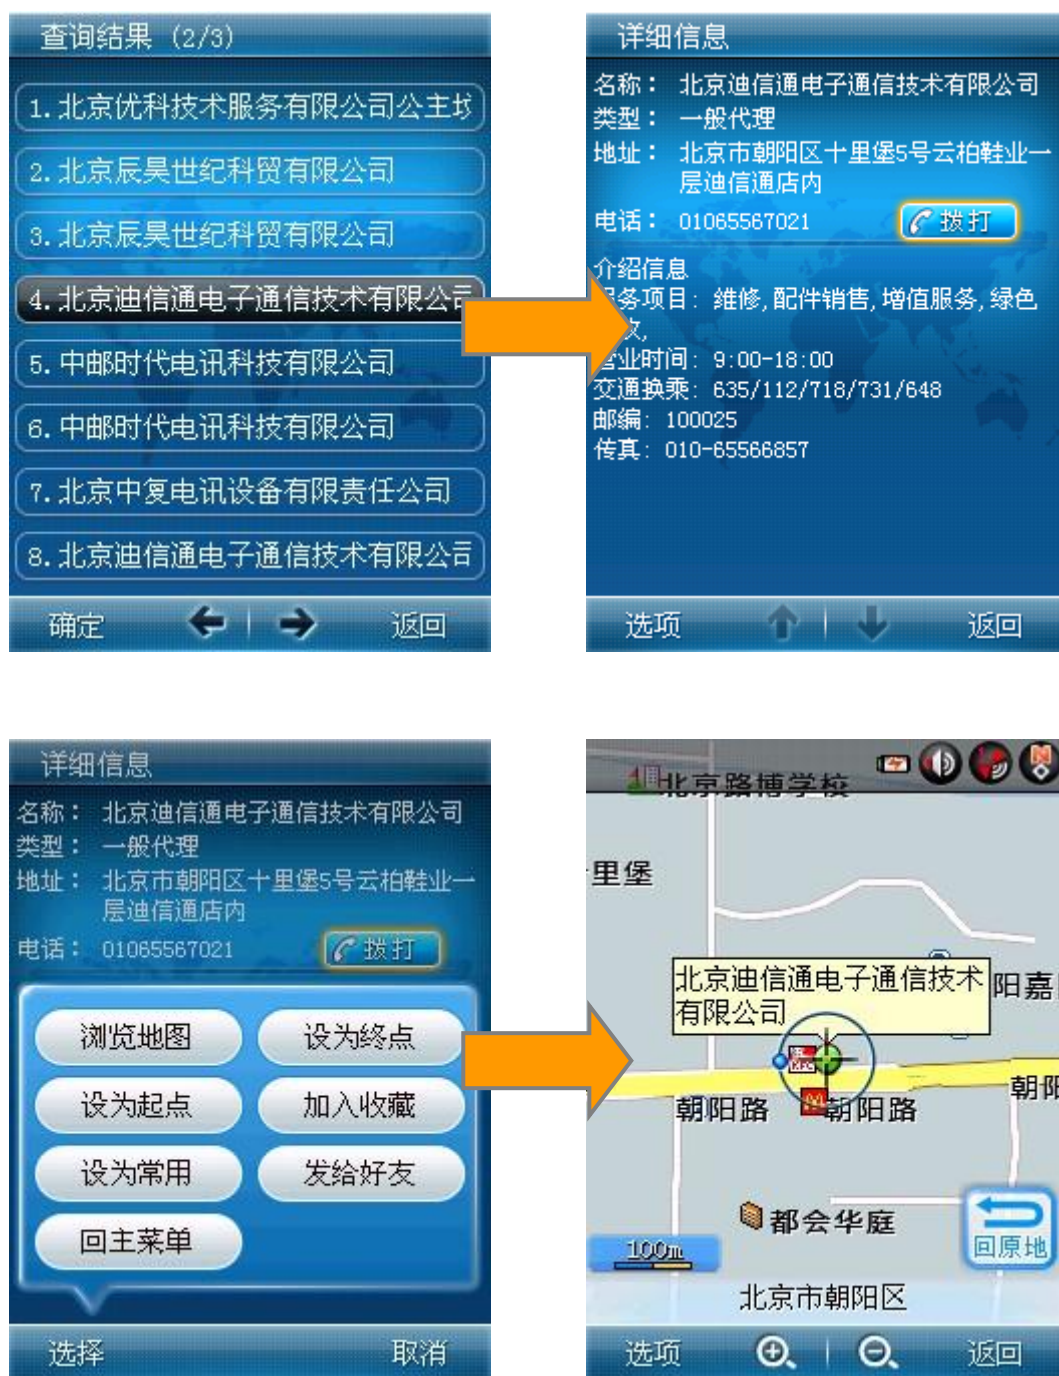 查询结果 (2/3)
1.北京优科技术服务有限公司公主坟
2.北京辰昊世纪科贸有限公司
3.北京辰昊世纪科贸有限公司
4.北京迪信通电子通信技术有限公司
5.中邮时代电讯科技有限公司
6.中邮时代电讯科技有限公司
7.北京中复电讯设备有限责任公司
8.北京迪信通电子通信技术有限公司
确定 返回
详细信息
名称： 北京迪信通电子通信技术有限公司
类型： 一般代理
地址： 北京市朝阳区十里堡5号云柏鞋业一
层迪信通店内
电话： 01065567021 拨打
介绍信息
务项目: 维修,配件销售,增值服务,绿色
营业时间: 9:00-18:00
交通换乘: 635/112/718/731/648
邮编: 100025
传真: 010-65566857
选项 返回
详细信息
名称： 北京迪信通电子通信技术有限公司
类型： 一般代理
地址： 北京市朝阳区十里堡5号云柏鞋业一
层迪信通店内
电话： 01065567021 拨打
浏览地图 设为终点
设为起点 加入收藏
设为常用 发给好友
回主菜单
选择 取消
北京路博学校
里堡
北京迪信通电子通信技术
有限公司
阳嘉
朝阳
朝阳路 朝阳路
都会华庭
100m
回原地
北京市朝阳区
选项 返回